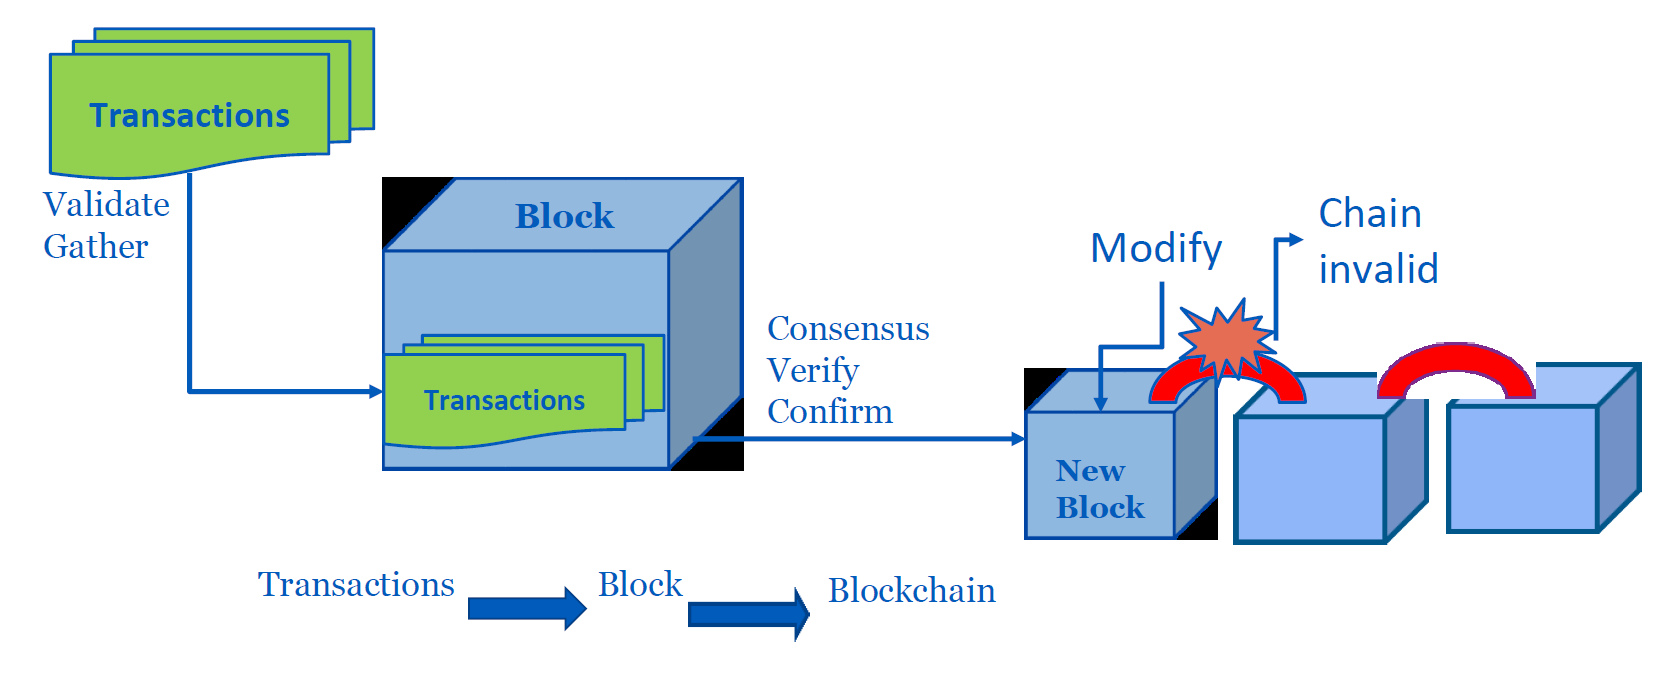 Transactions
Validate
Gather
Block
Transactions
Consensus
Verify
Confirm
Modify
Chain
invalid
New
Block
Transactions
Block
Blockchain